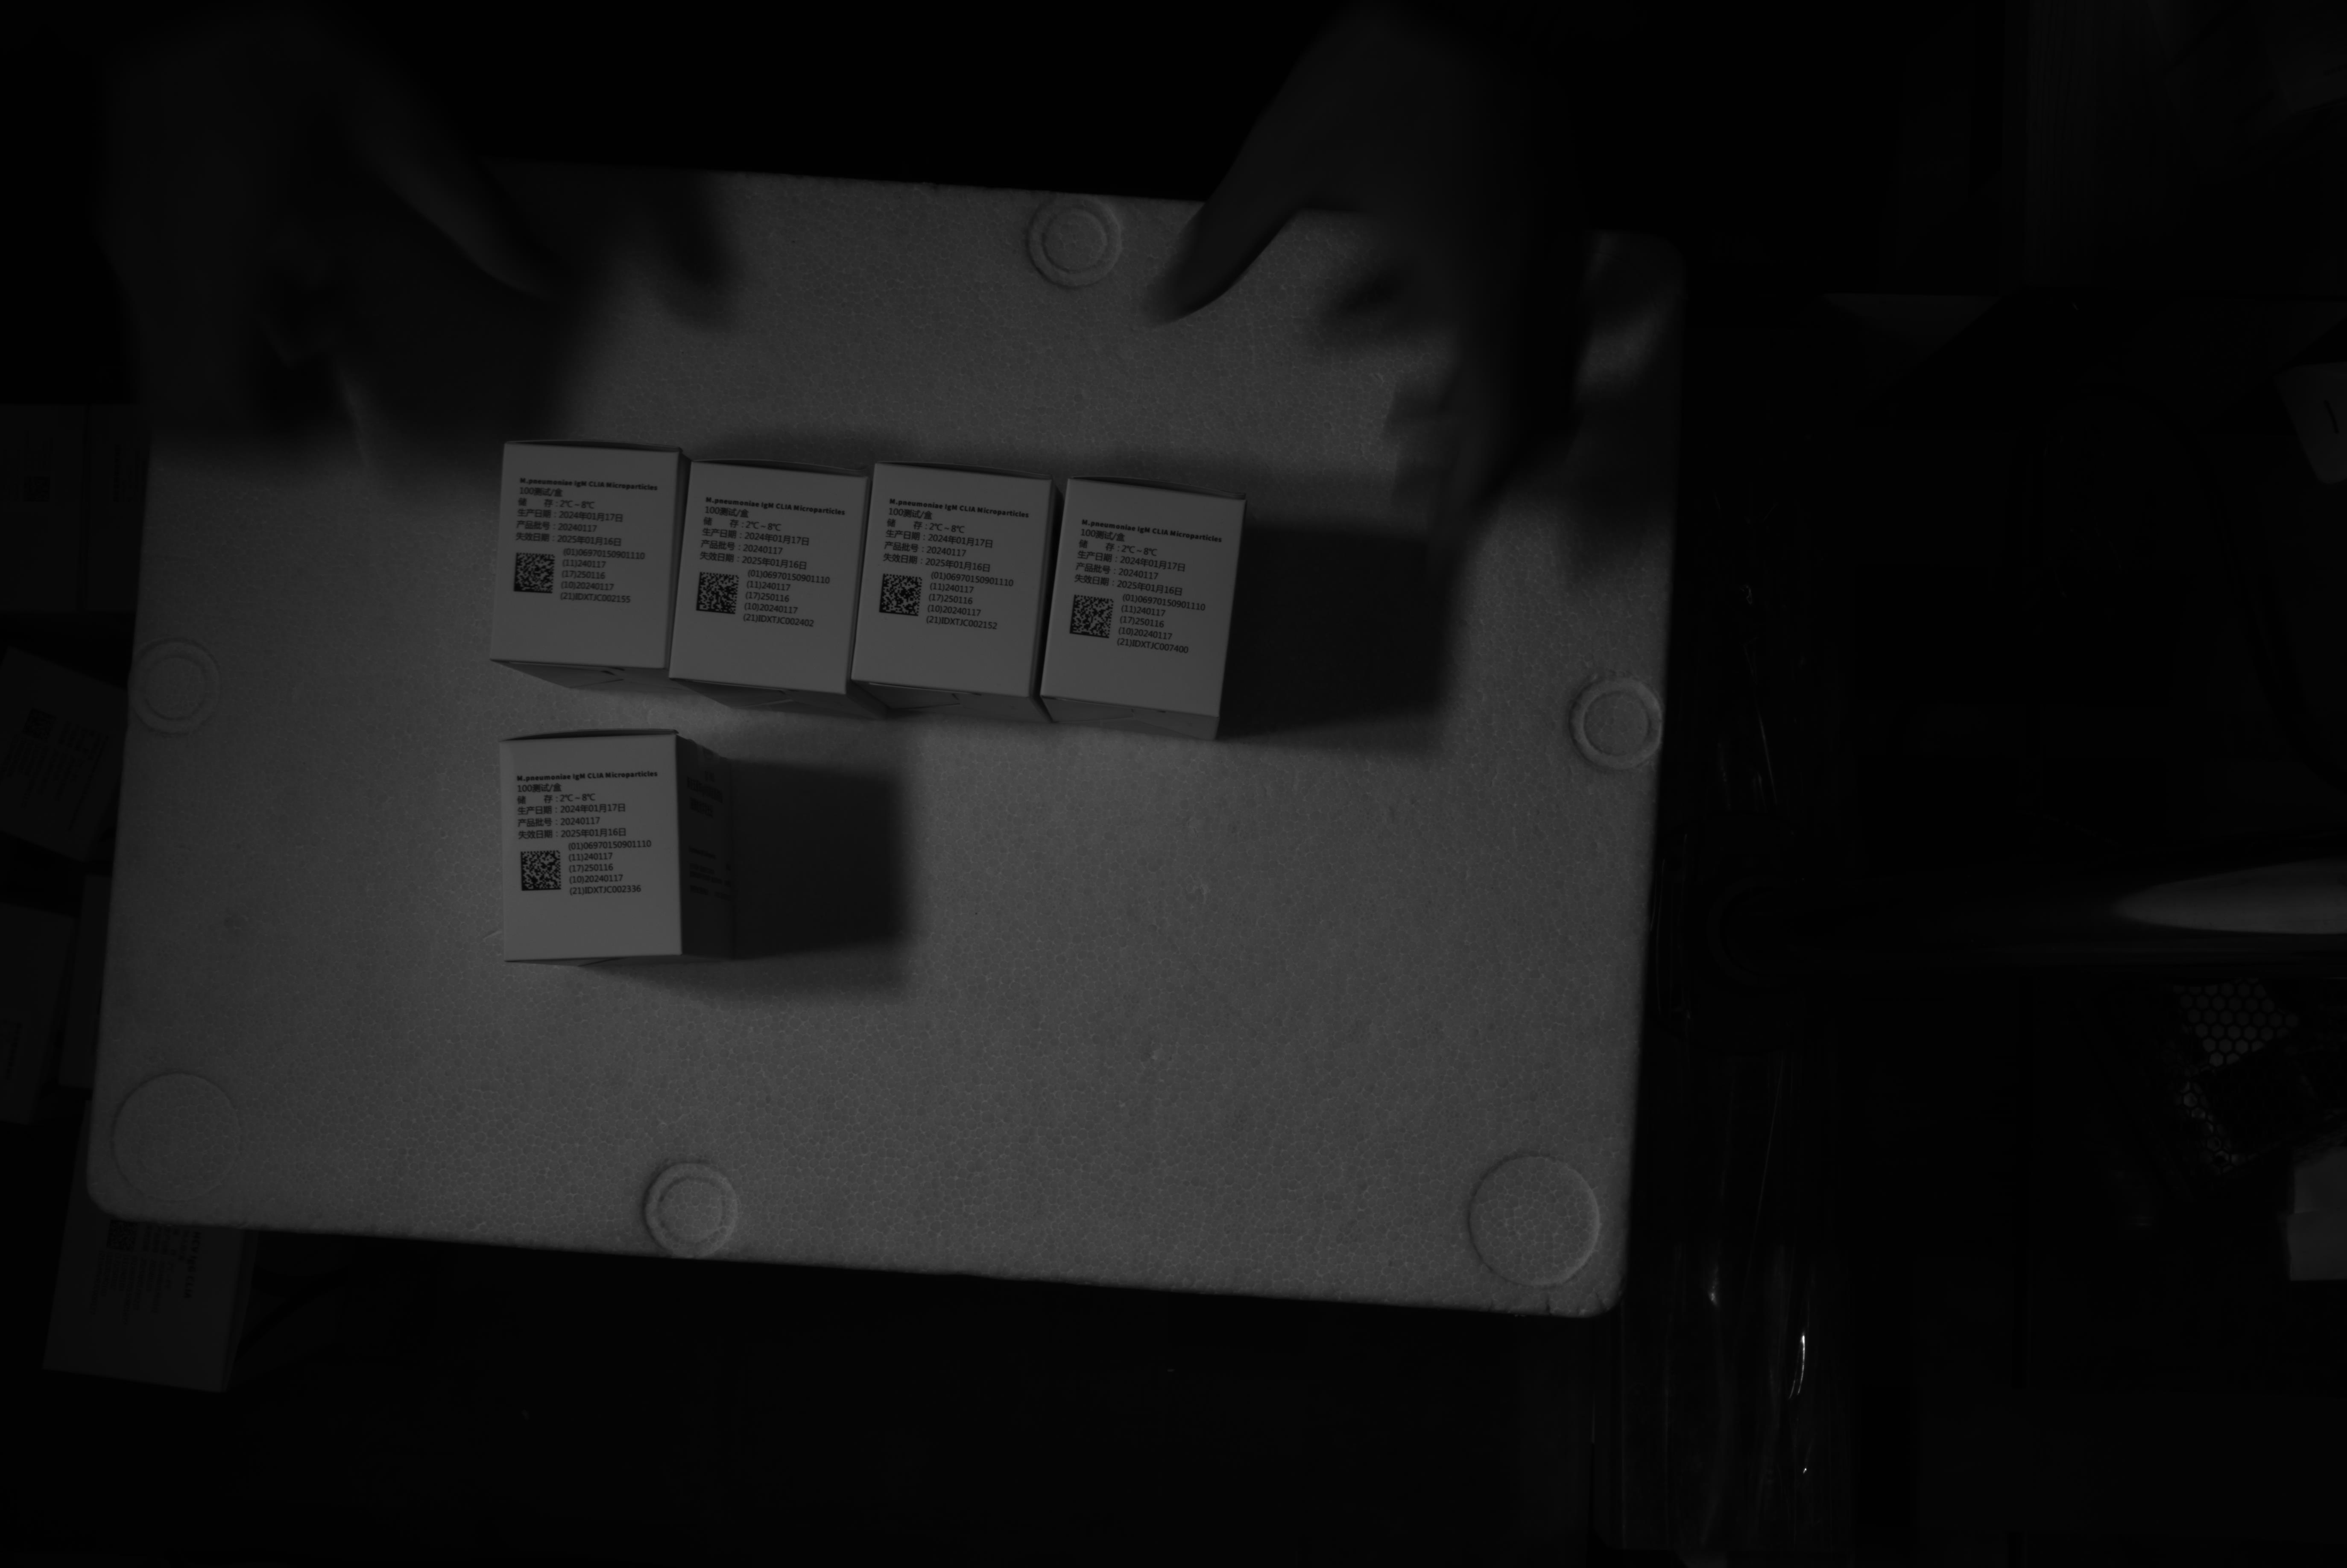 M.pneumoniae IgM CLIA Microparticles
100测试/盒
储 存：2℃～8℃
生产日期：2024年01月17日
产品批号：20240117
失效日期：2025年01月16日
(01)06970150901110
(11)240117
(17)250116
(10)20240117
(21)IDXTJC002155
M.pneumoniae IgM CLIA Microparticles
100测试/盒
储 存：2℃～8℃
生产日期：2024年01月17日
产品批号：20240117
失效日期：2025年01月16日
(01)06970150901110
(11)240117
(17)250116
(10)20240117
(21)IDXTJC002402
M.pneumoniae IgM CLIA Microparticles
100测试/盒
储 存：2℃～8℃
生产日期：2024年01月17日
产品批号：20240117
失效日期：2025年01月16日
(01)06970150901110
(11)240117
(17)250116
(10)20240117
(21)IDXTJC002152
M.pneumoniae IgM CLIA Microparticles
100测试/盒
储 存：2℃～8℃
生产日期：2024年01月17日
产品批号：20240117
失效日期：2025年01月16日
(01)06970150901110
(11)240117
(17)250116
(10)20240117
(21)IDXTJC007400
M.pneumoniae IgM CLIA Microparticles
100测试/盒
储 存：2℃～8℃
生产日期：2024年01月17日
产品批号：20240117
失效日期：2025年01月16日
(01)06970150901110
(11)240117
(17)250116
(10)20240117
(21)IDXTJC002336